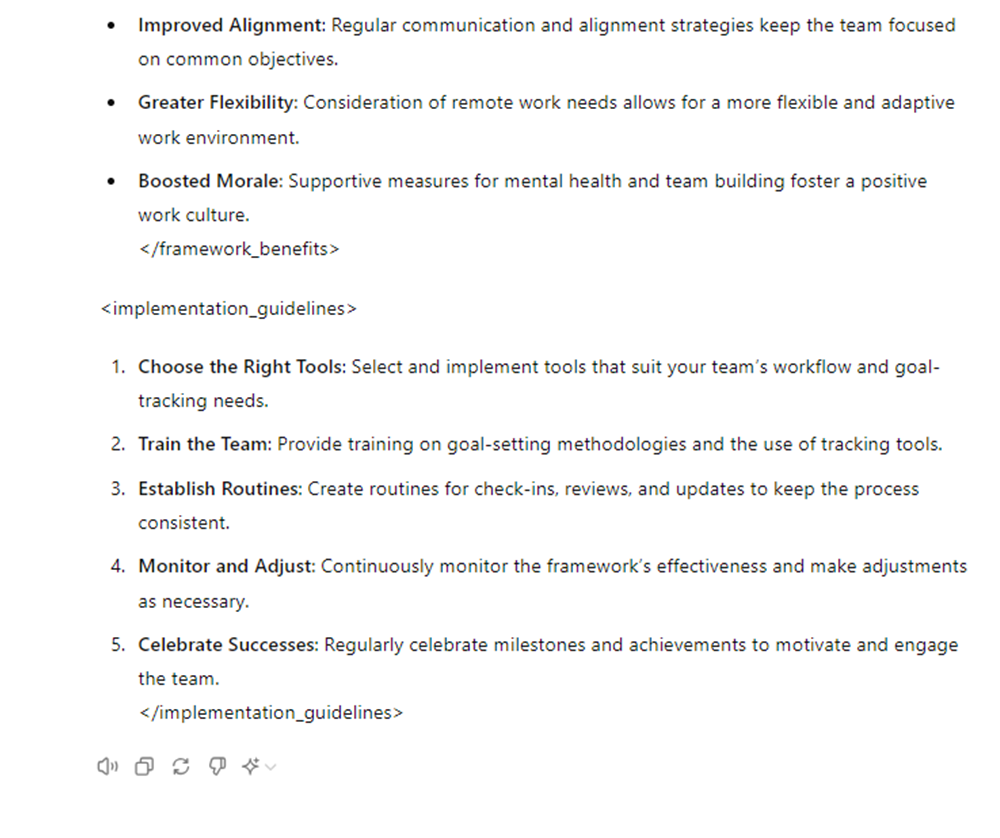 • Improved Alignment: Regular communication and alignment strategies keep the team focused
on common objectives.
• Greater Flexibility: Consideration of remote work needs allows for a more flexible and adaptive
work environment.
• Boosted Morale: Supportive measures for mental health and team building foster a positive
work culture.
</framework_benefits>
<implementation_guidelines>
1. Choose the Right Tools: Select and implement tools that suit your team's workflow and goal-
tracking needs.
2. Train the Team: Provide training on goal-setting methodologies and the use of tracking tools.
3. Establish Routines: Create routines for check-ins, reviews, and updates to keep the process
consistent.
4. Monitor and Adjust: Continuously monitor the framework's effectiveness and make adjustments
as necessary.
5. Celebrate Successes: Regularly celebrate milestones and achievements to motivate and engage
the team.
</implementation_guidelines>